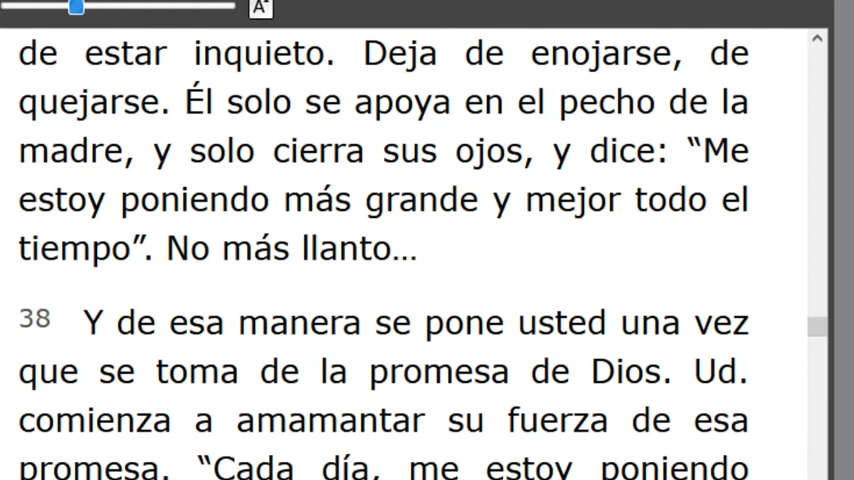 A
de estar inquieto. Deja de enojarse, de
quejarse. Él solo se apoya en el pecho de la
madre, y solo cierra sus ojos, y dice: “Me
estoy poniendo más grande y mejor todo el
tiempo”. No más llanto…
38 Y de esa manera se pone usted una vez
que se toma de la promesa de Dios. Ud.
comienza a amamantar su fuerza de esa
promesa. “Cada día, me estoy poniendo